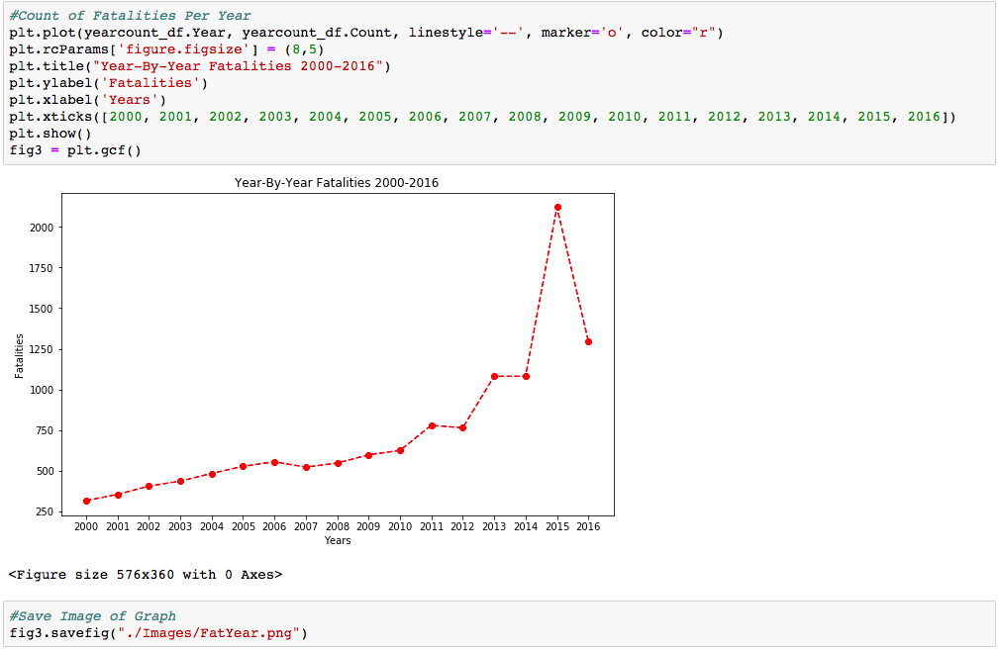 #Count of Fatalities Per Year
plt.plot(yearcount_df.Year, yearcount_df.Count, linestyle='--', marker='o', color="r")
plt.rcParams['figure.figsize'] = (8,5)
plt.title("Year-By-Year Fatalities 2000-2016")
plt.ylabel('Fatalities')
plt.xlabel('Years')
plt.xticks([2000, 2001, 2002, 2003, 2004, 2005, 2006, 2007, 2008, 2009, 2010, 2011, 2012, 2013, 2014, 2015, 2016])
plt.show()
fig3 = plt.gcf()
Year-By-Year Fatalities 2000-2016
2000
1750
1500
1250
1000
750
500
250
Fatalities
2000 2001 2002 2003 2004 2005 2006 2007 2008 2009 2010 2011 2012 2013 2014 2015 2016
Years
<Figure size 576x360 with 0 Axes>
#Save Image of Graph
fig3.savefig("./Images/FatYear.png")